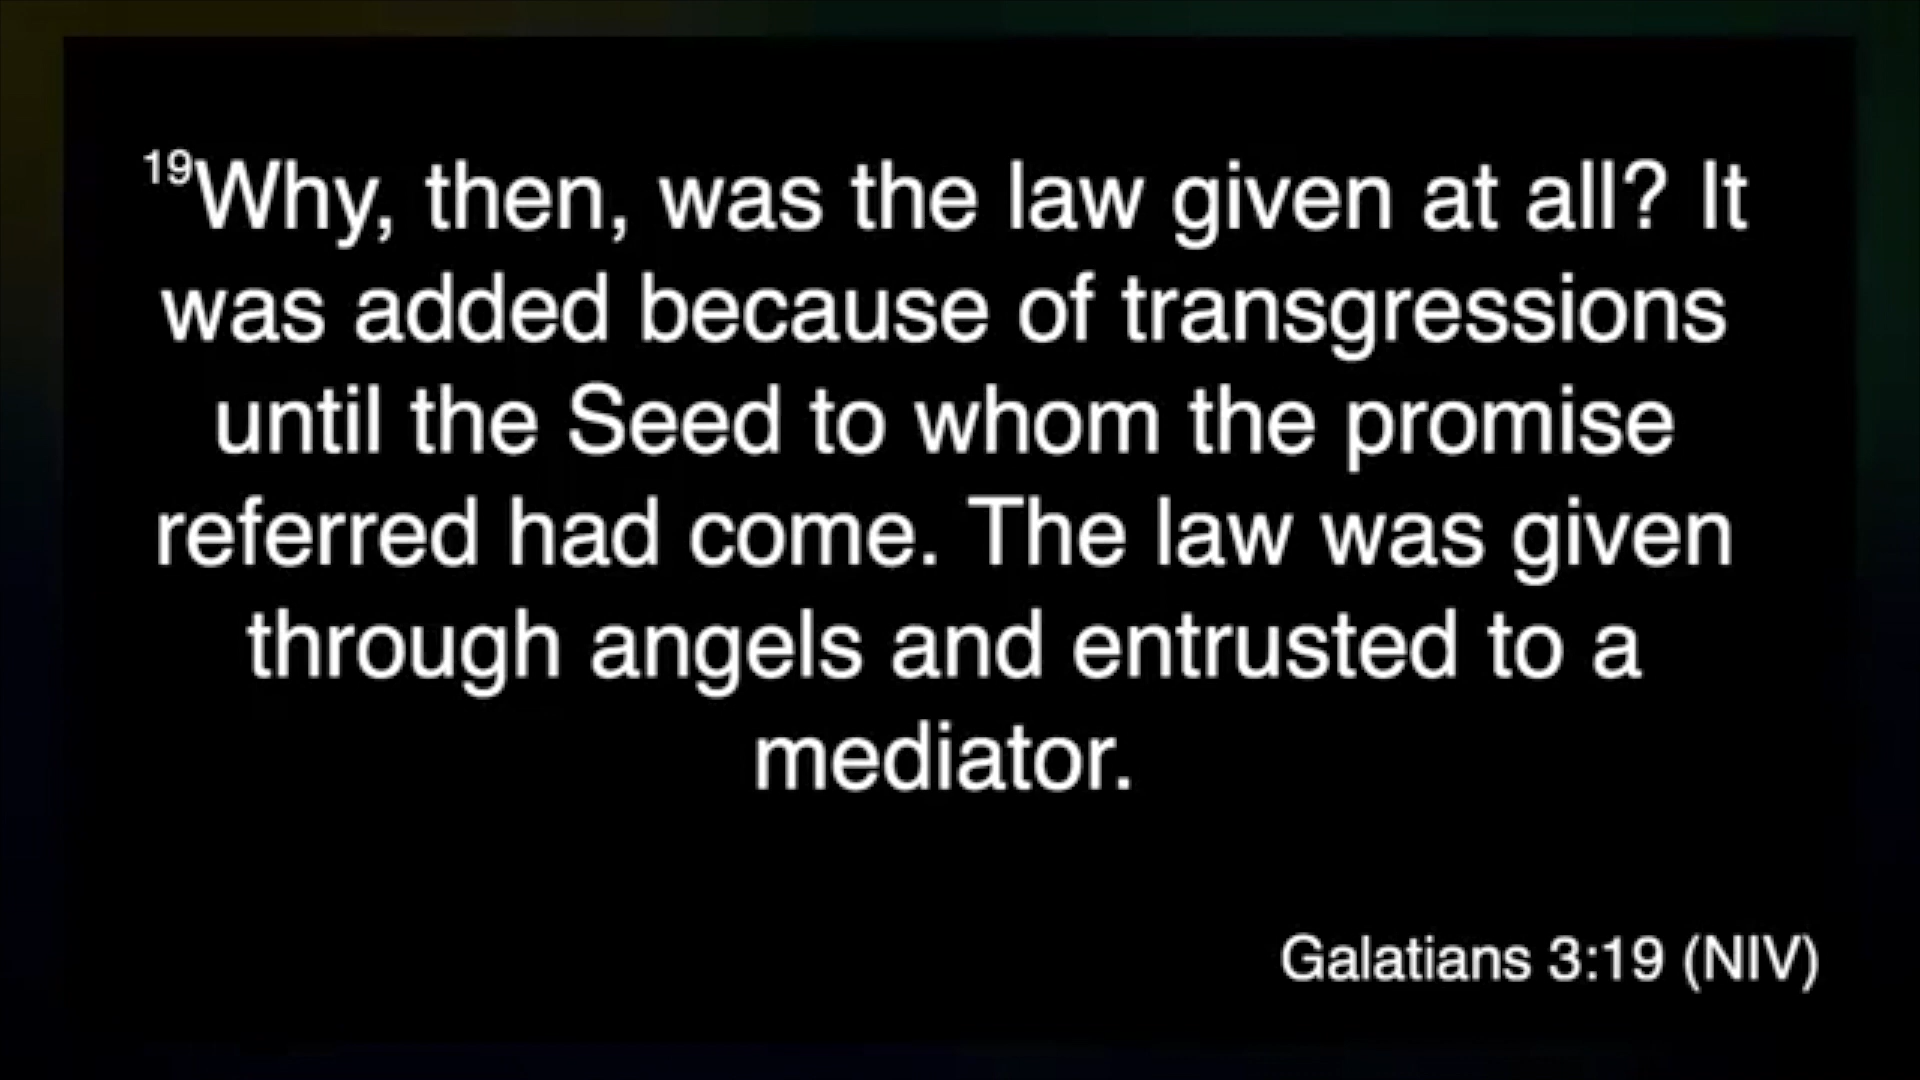 19Why, then, was the law given at all? It
was added because of transgressions
until the Seed to whom the promise
referred had come. The law was given
through angels and entrusted to a
mediator.
Galatians 3:19 (NIV)